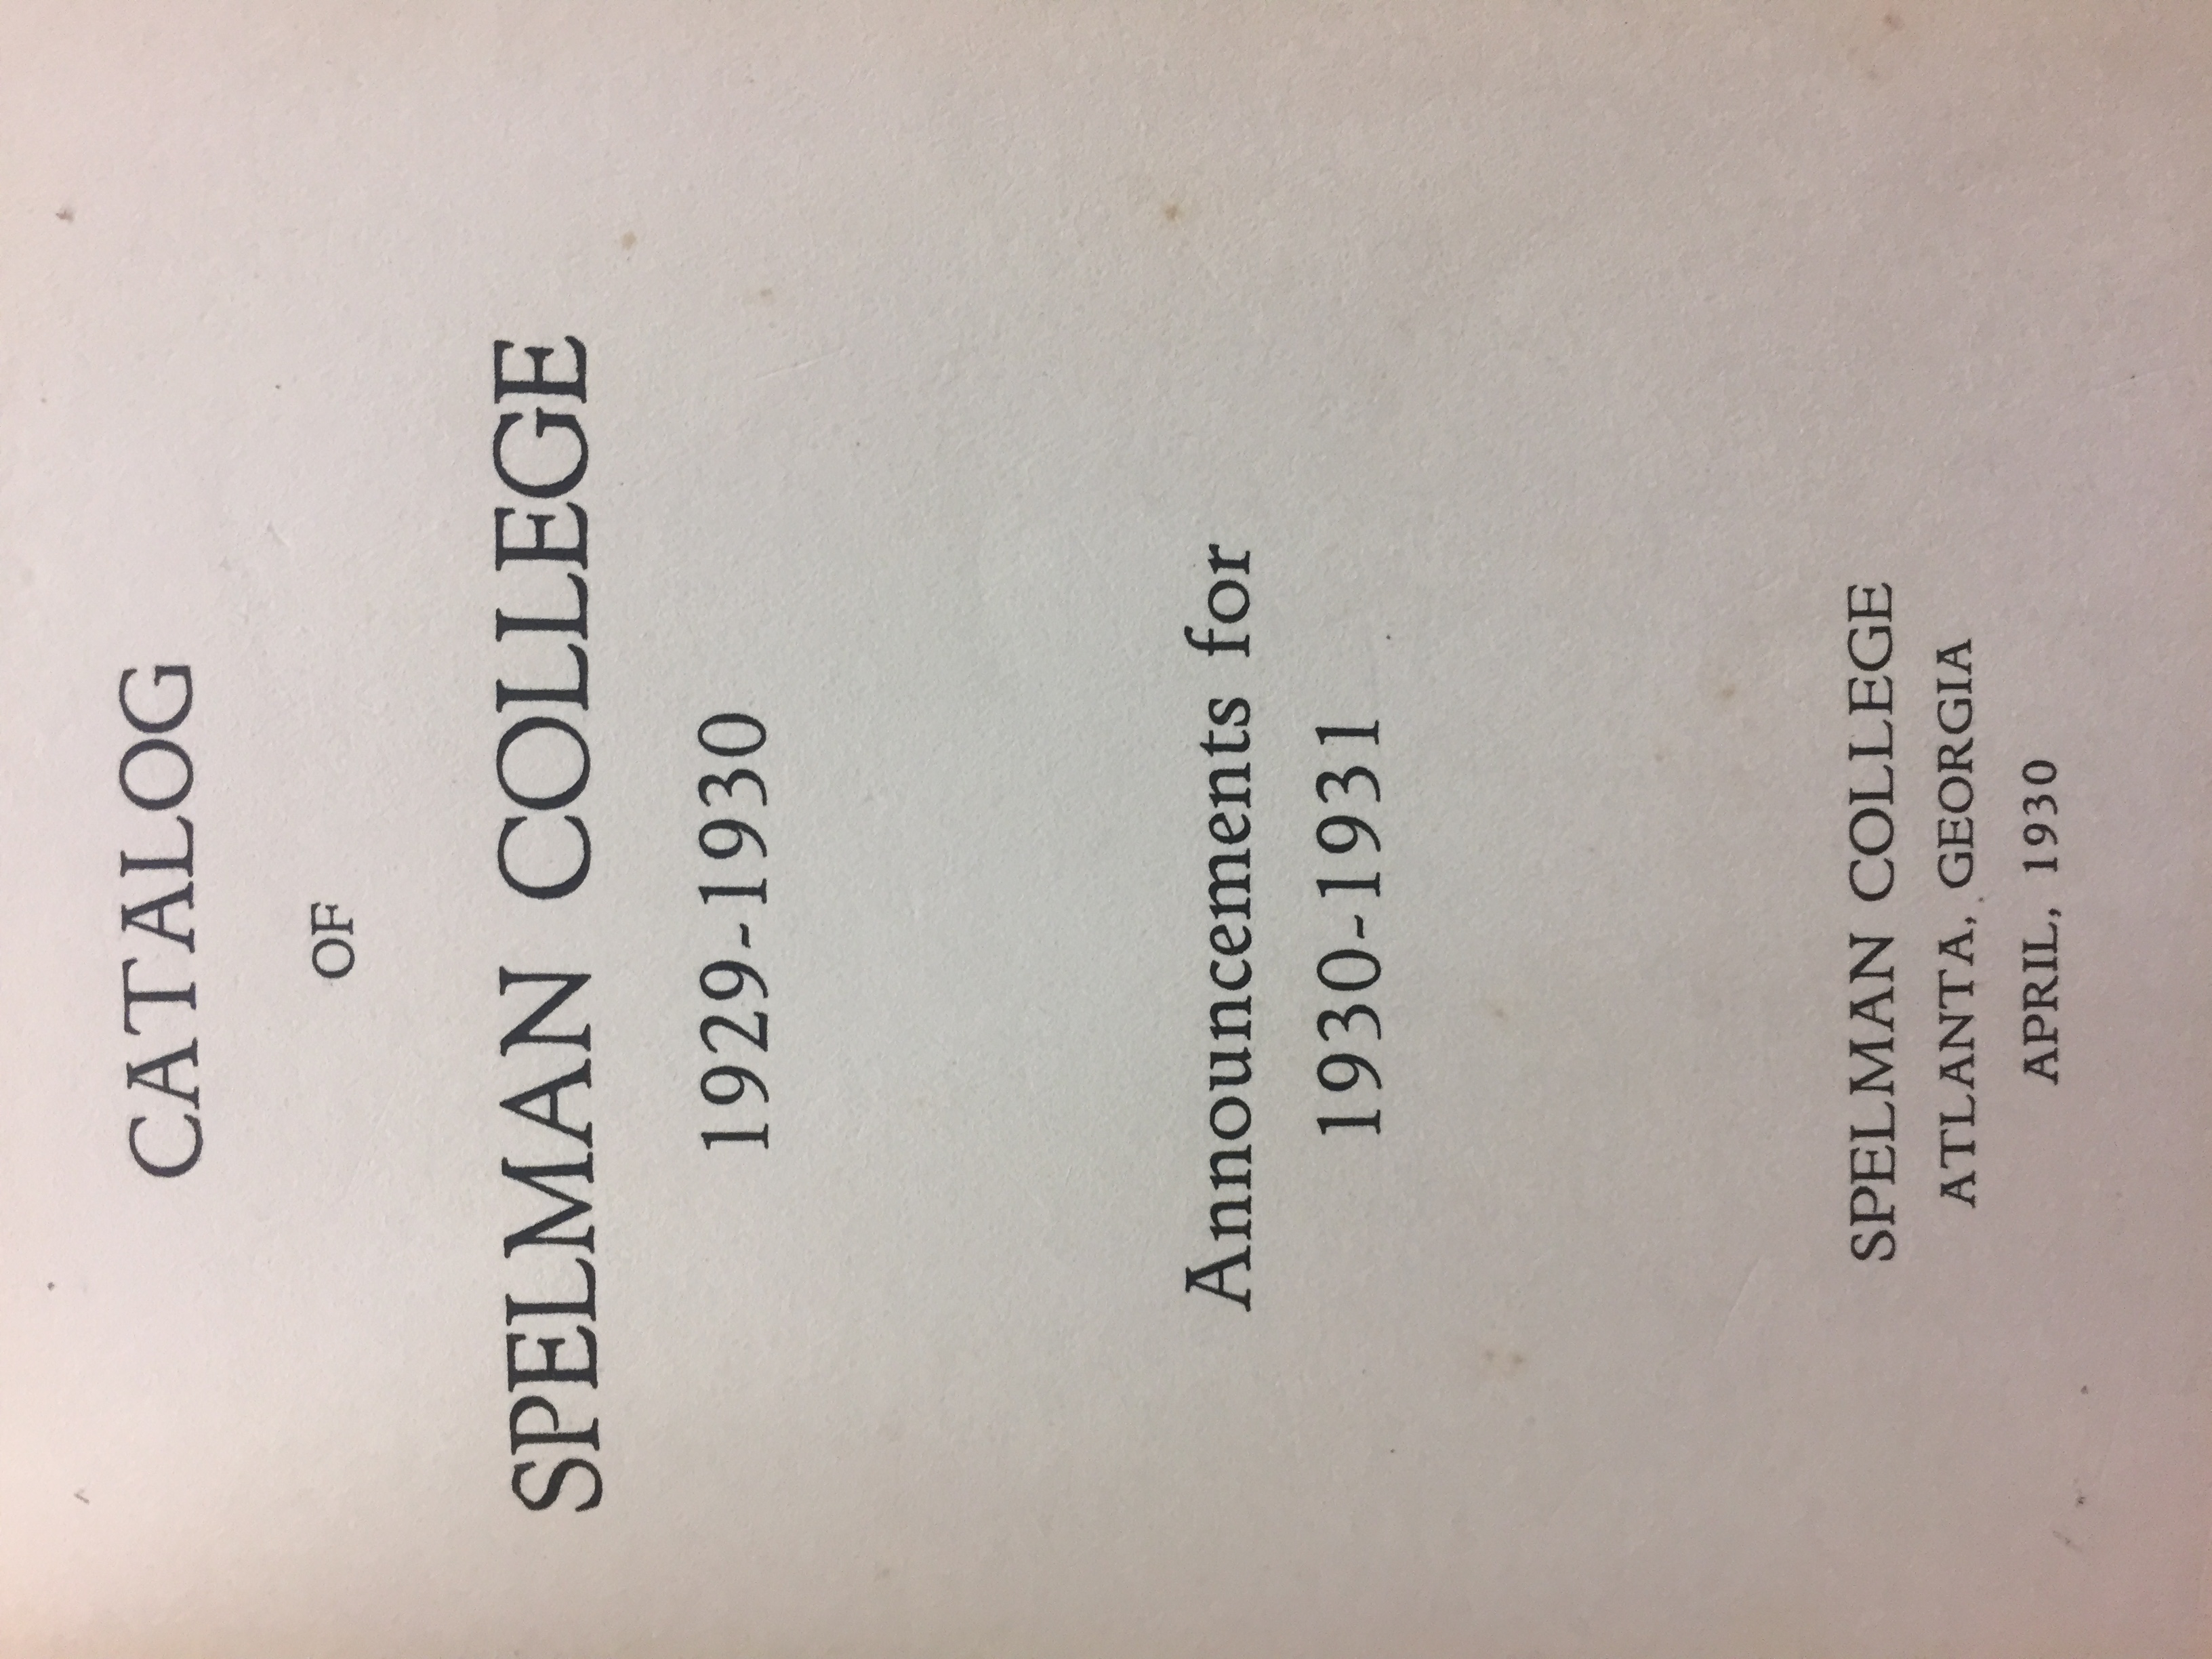 CATALOG
OF
SPELMAN COLLEGE
1929-1930
Announcements for
1930-1931
SPELMAN COLLEGE
ATLANTA, GEORGIA
APRIL, 1930